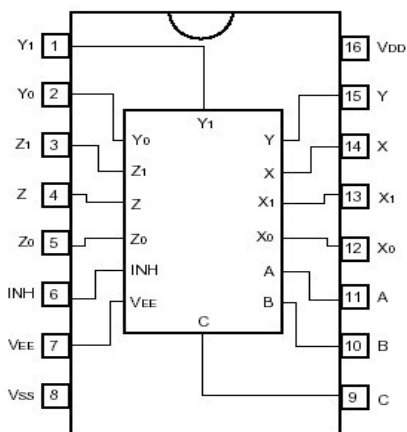 Y1 1 16 VDD
Y0 2 15 Y
Y1
Y0 Y
Z1 3 14 X
Z1 X
Z 4 13 X1
Z X1
Z0 5 12 X0
Z0 X0
INH A
INH 6 11 A
VEE B
VEE 7 10 B
C
VSS 8 9 C